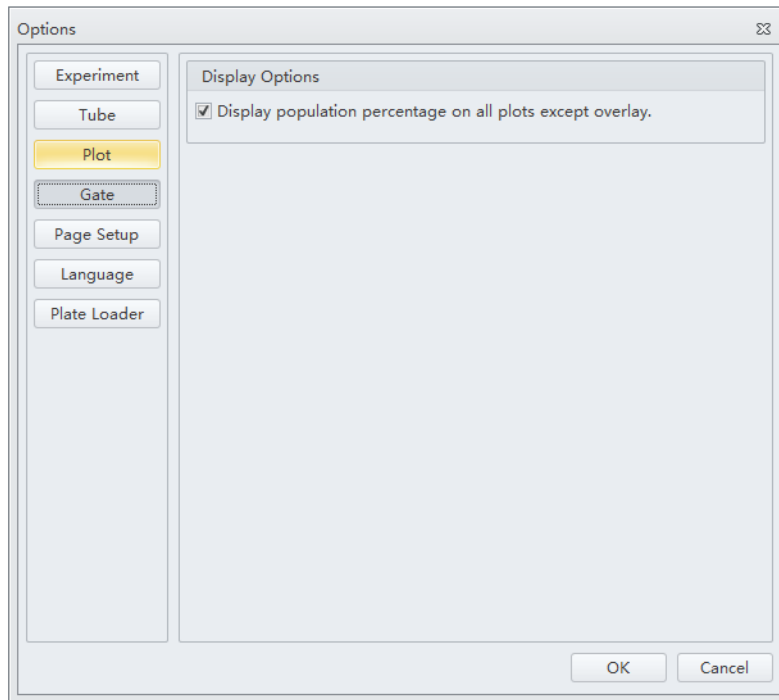 Options
Experiment
Tube
Plot
Gate
Page Setup
Language
Plate Loader
Display Options
Display population percentage on all plots except overlay.
OK
Cancel